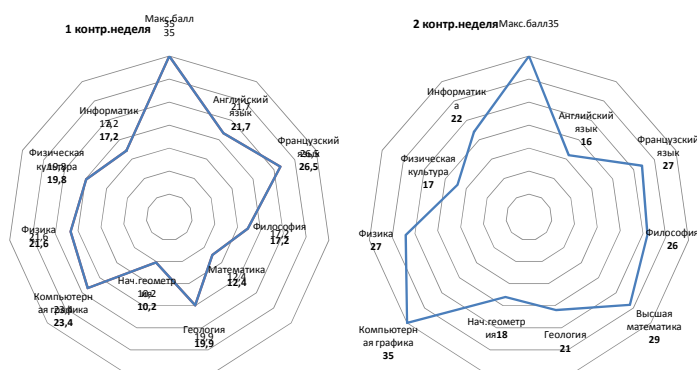 1 контр.неделя
Макс.балл
35
35
Английский
язык
21,7
21,7
Французский
язык
26,5
26,5
Философия
17,2
17,2
Математика
12,4
12,4
Геология
19,9
19,9
Нач.геометр
ия
10,2
10,2
Компьютерн
ая графика
23,4
23,4
Физика
21,6
21,6
Физическая
культура
19,8
19,8
Информатик
а
17,2
17,2
2 контр.неделя
Макс.балл35
Английский
язык
16
Французский
язык
27
Философия
26
Высшая
математика
29
Геология
21
Нач.геометр
ия18
Компьютерн
ая графика
35
Физика
27
Физическая
культура
17
Информатик
а
22